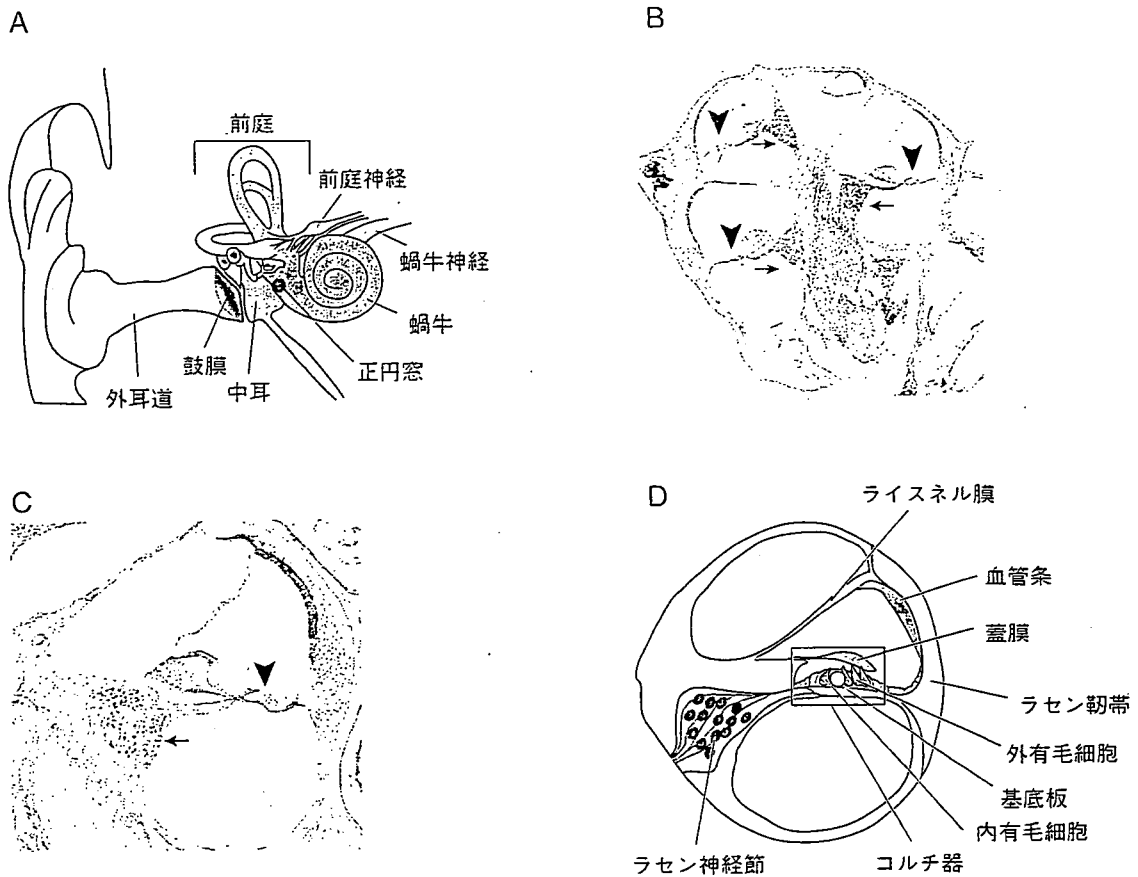 A
前庭
前庭神経
蝸牛神経
蝸牛
正円窓
鼓膜
中耳
外耳道
B
C
D
ライスネル膜
血管条
蓋膜
ラセン靭帯
外有毛細胞
基底板
内有毛細胞
コルチ器
ラセン神経節